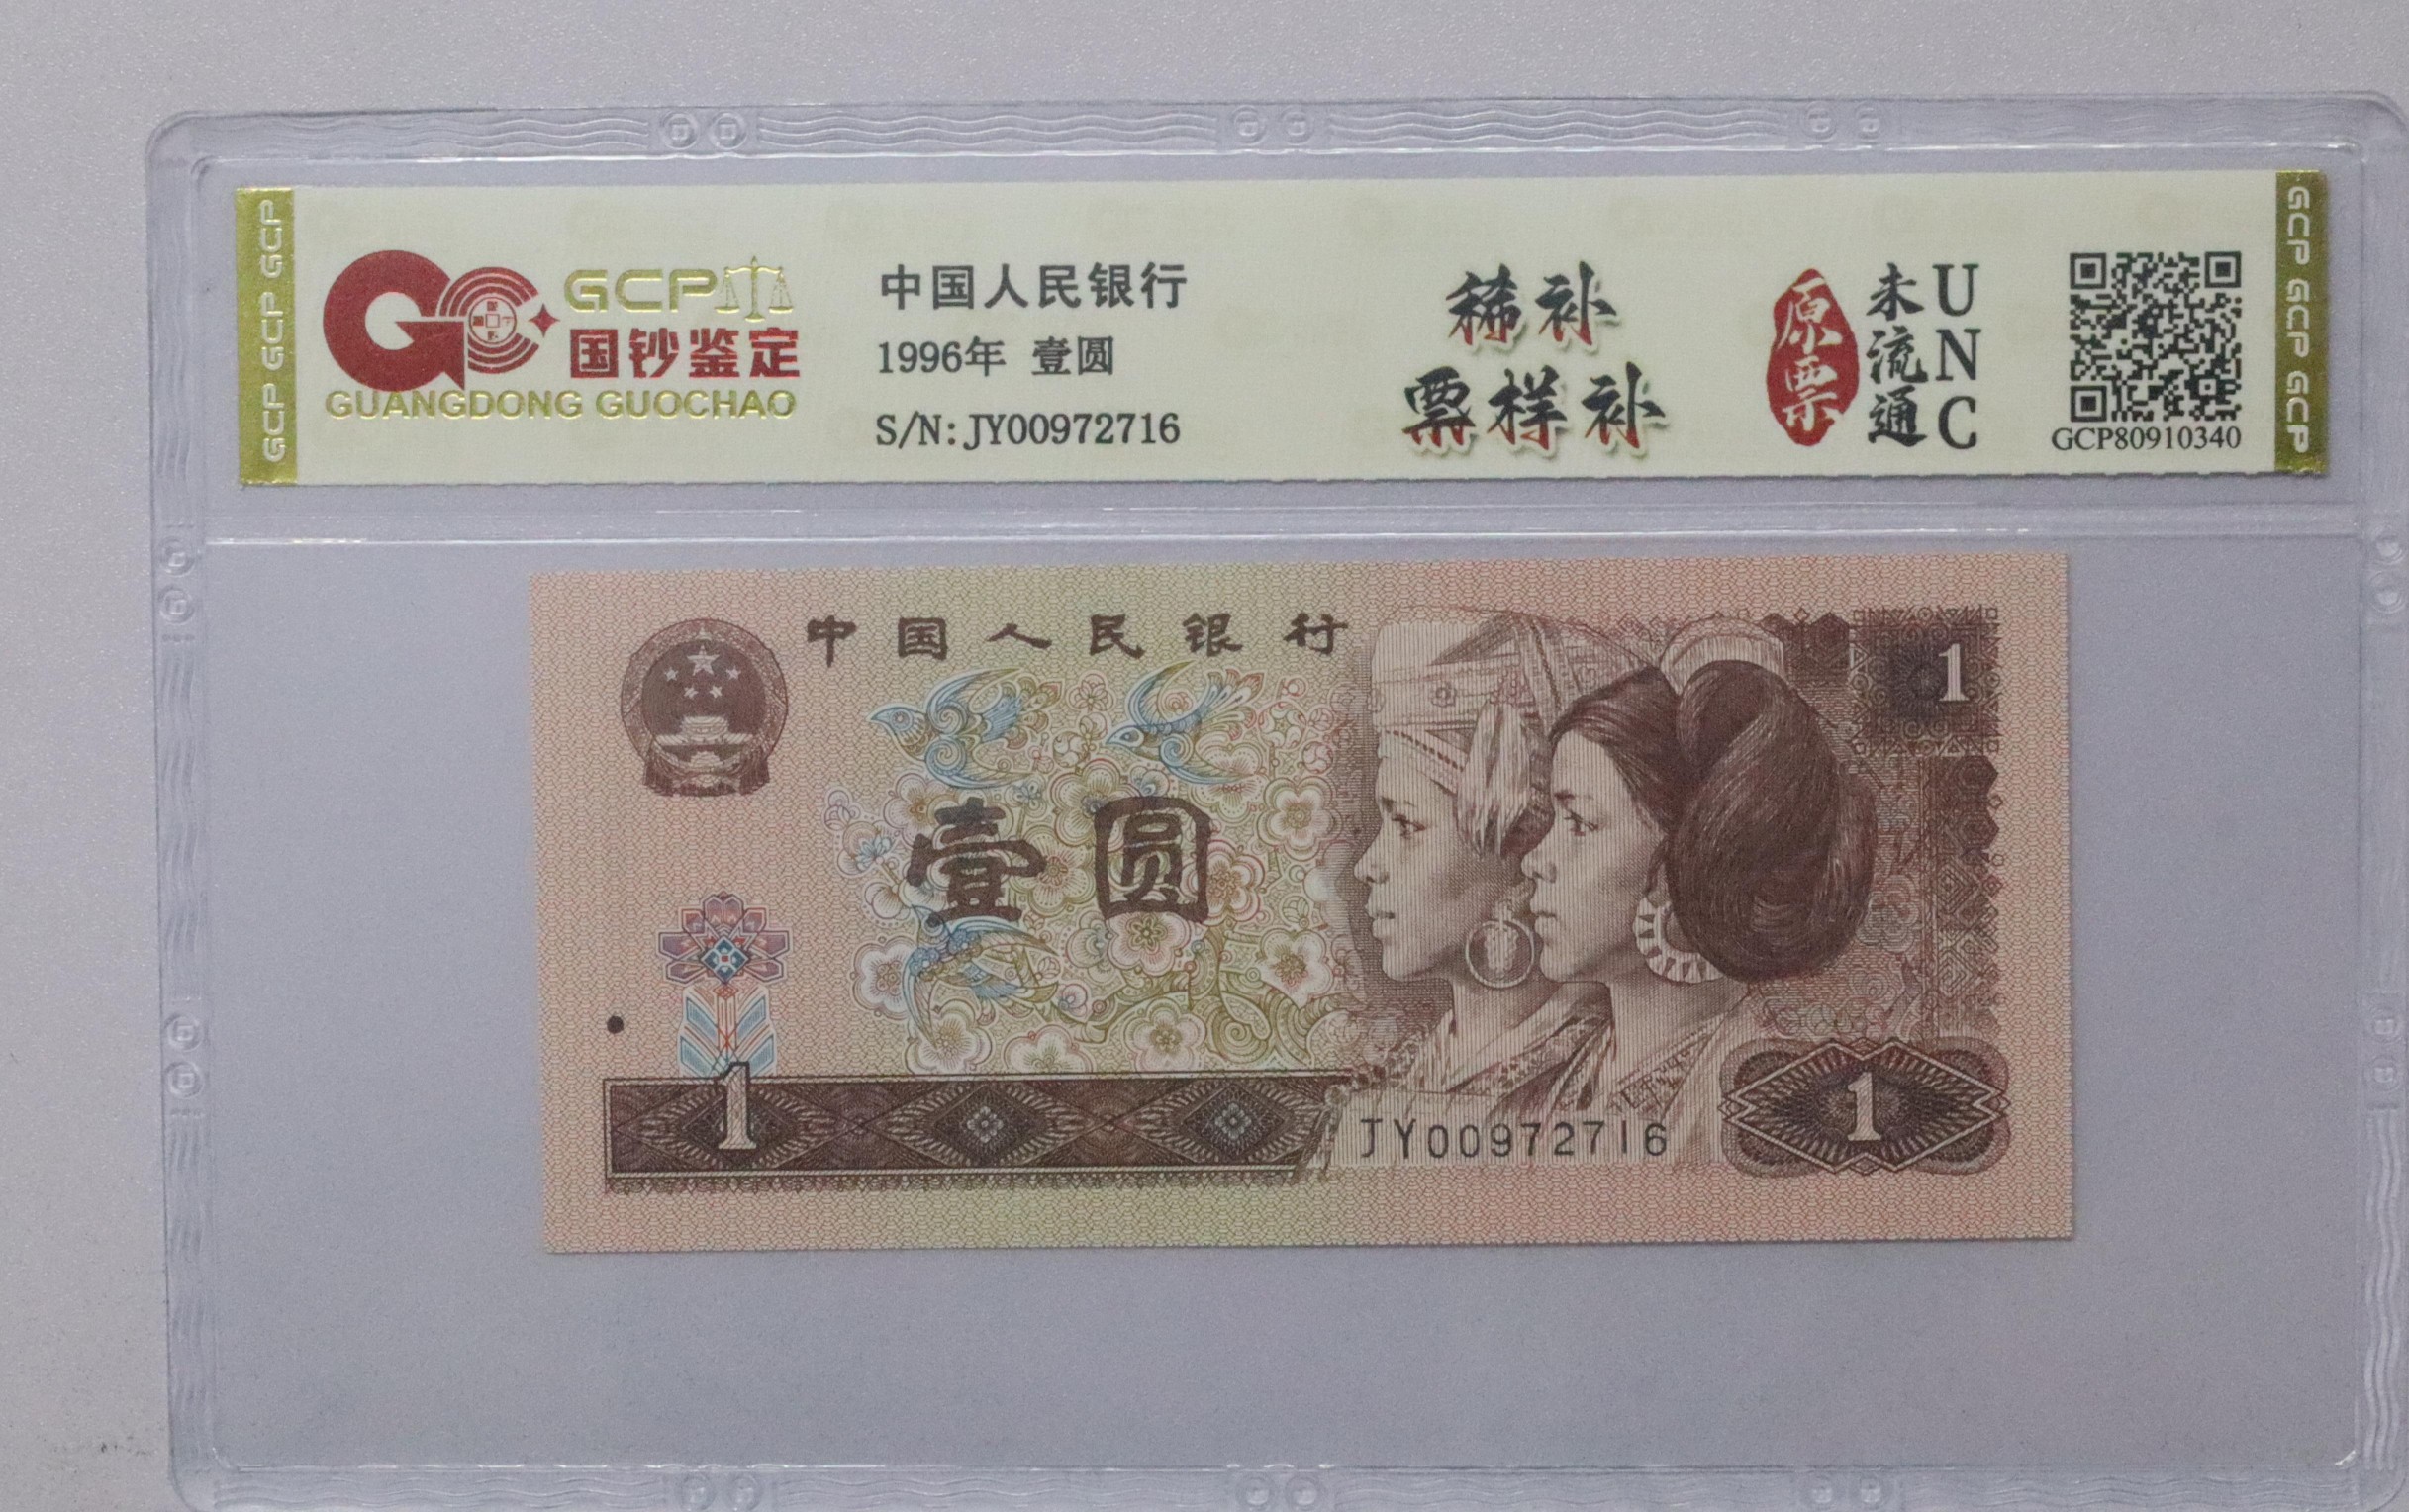 GCP GCP GCP
GCP
国钞鉴定
GUANGDONG GUOCHAO
中国人民银行
1996年 壹圆
S/N:JY00972716
稀补
票样补
原票
未流通
UNC
GCP80910340
GCP GCP GCP
中国人民银行
1
壹圆
1
JY00972716
1